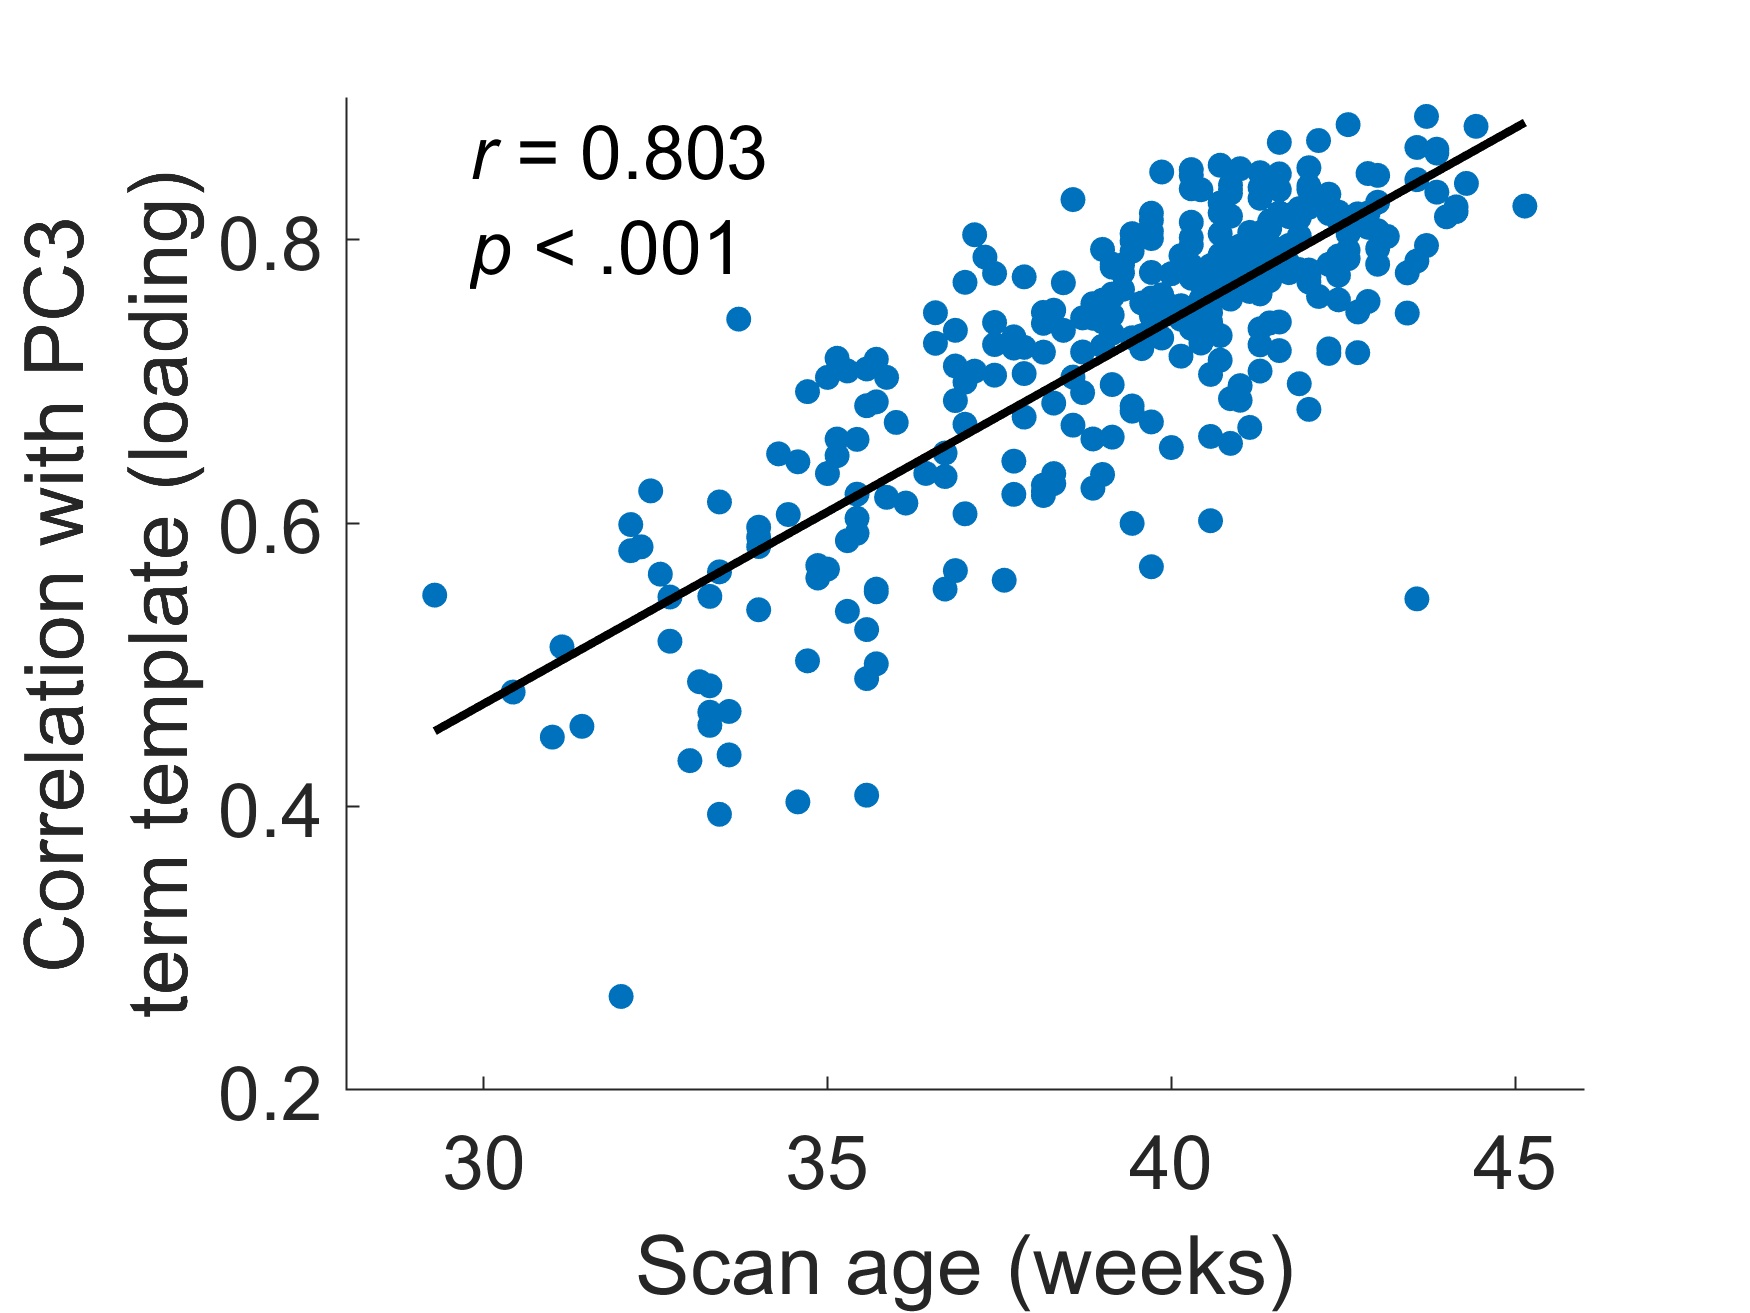 r = 0.803
p < .001
Correlation with PC3
term template (loading)
0.8
0.6
0.4
0.2
30 35 40 45
Scan age (weeks)